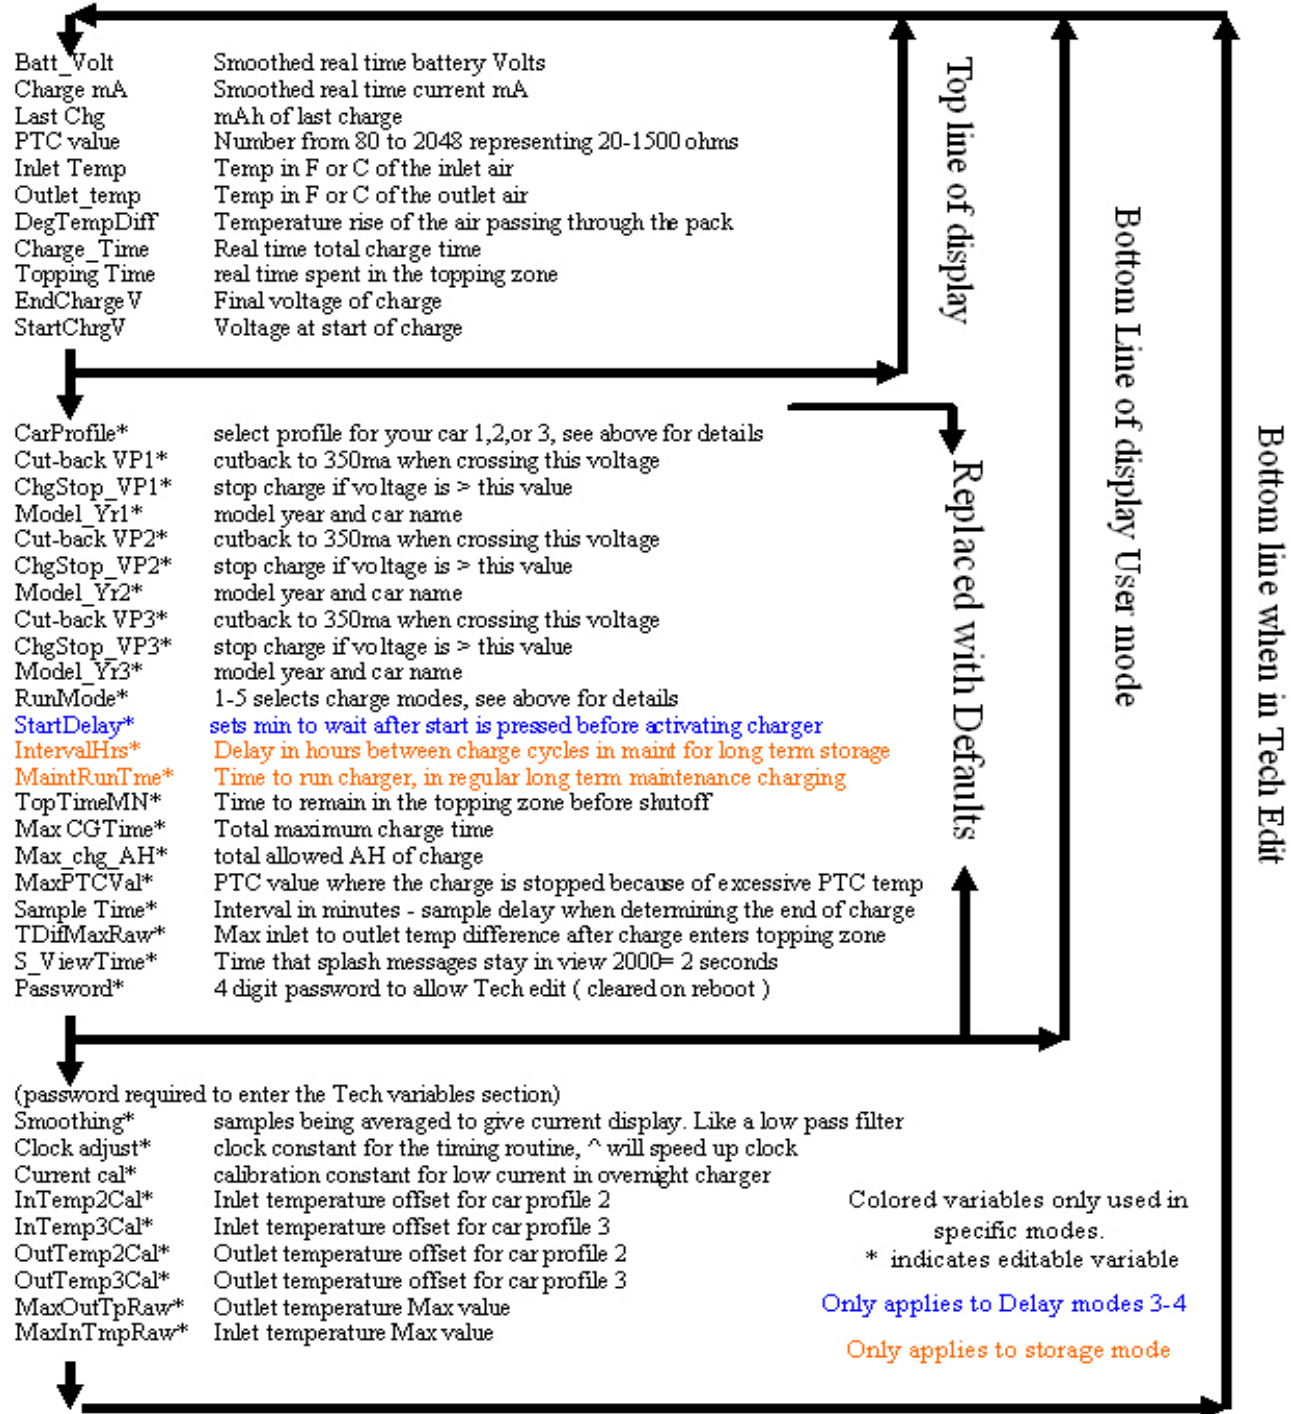 Batt_Volt Smoothed real time battery Volts
Charge mA Smoothed real time current mA
Last Chg mAh of last charge
PTC value Number from 80 to 2048 representing 20-1500 ohms
Inlet Temp Temp in F or C of the inlet air
Outlet_temp Temp in F or C of the outlet air
DegTempDiff Temperature rise of the air passing through the pack
Charge_Time Real time total charge time
Topping Time real time spent in the topping zone
EndCharge V Final voltage of charge
StartChrgV Voltage at start of charge
Top line of display
CarProfile* select profile for your car 1,2,or 3, see above for details
Cut-back VP1* cutback to 350ma when crossing this voltage
ChgStop_VP1* stop charge if voltage is > this value
Model_Yr1* model year and car name
Cut-back VP2* cutback to 350ma when crossing this voltage
ChgStop_VP2* stop charge if voltage is > this value
Model_Yr2* model year and car name
Cut-back VP3* cutback to 350ma when crossing this voltage
ChgStop_VP3* stop charge if voltage is > this value
Model_Yr3* model year and car name
RunMode* 1-5 selects charge modes, see above for details
StartDelay* sets min to wait after start is pressed before activating charger
IntervalHrs* Delay in hours between charge cycles in maint for long term storage
MaintRunTme* Time to run charger, in regular long term maintenance charging
TopTimeMN* Time to remain in the topping zone before shutoff
Max CGTime* Total maximum charge time
Max_chg_AH* total allowed AH of charge
MaxPTCVal* PTC value where the charge is stopped because of excessive PTC temp
Sample Time* Interval in minutes - sample delay when determining the end of charge
TDifMaxRaw* Max inlet to outlet temp difference after charge enters topping zone
S_ViewTime* Time that splash messages stay in view 2000= 2 seconds
Password* 4 digit password to allow Tech edit ( cleared on reboot )
Replaced with Defaults
Bottom Line of display User mode
Bottom line when in Tech Edit
(password required to enter the Tech variables section)
Smoothing* samples being averaged to give current display. Like a low pass filter
Clock adjust* clock constant for the timing routine, ^ will speed up clock
Current cal* calibration constant for low current in overnight charger
InTemp2Cal* Inlet temperature offset for car profile 2
InTemp3Cal* Inlet temperature offset for car profile 3
OutTemp2Cal* Outlet temperature offset for car profile 2
OutTemp3Cal* Outlet temperature offset for car profile 3
MaxOutTpRaw* Outlet temperature Max value
MaxInTmpRaw* Inlet temperature Max value
Colored variables only used in
specific modes.
* indicates editable variable
Only applies to Delay modes 3-4
Only applies to storage mode